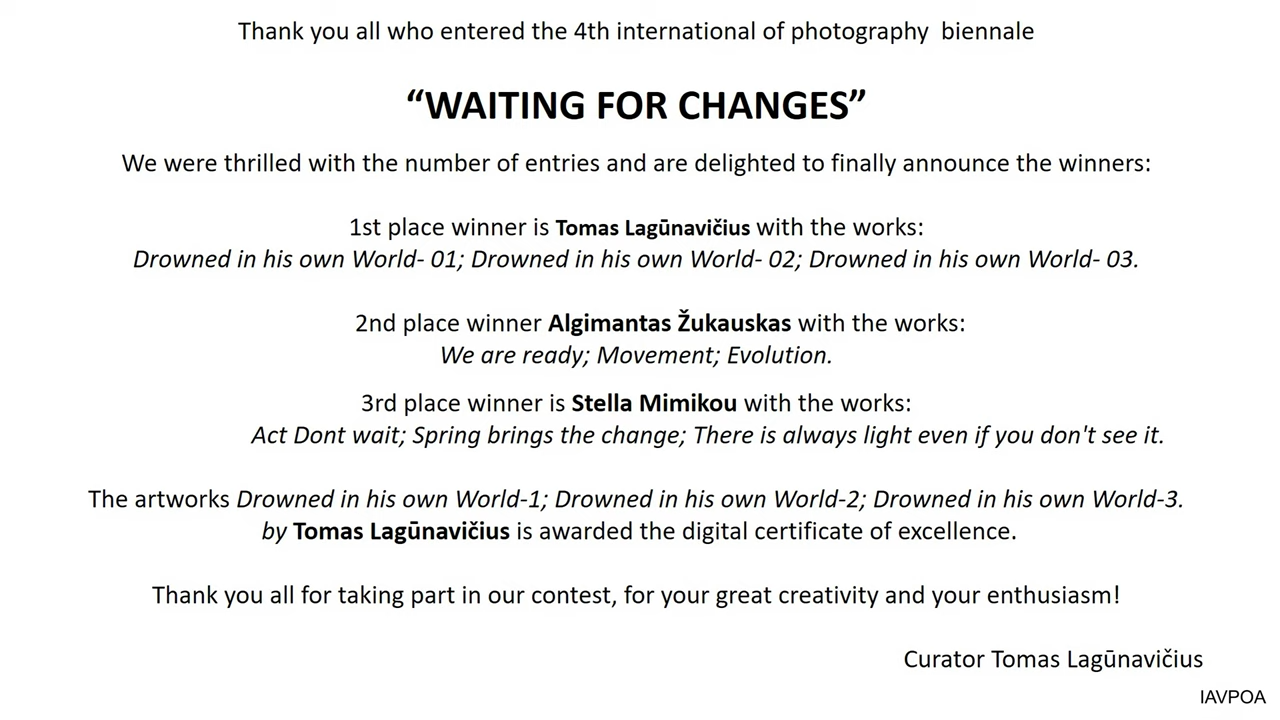 Thank you all who entered the 4th international of photography biennale
“WAITING FOR CHANGES”
We were thrilled with the number of entries and are delighted to finally announce the winners:
1st place winner is Tomas Lagūnavičius with the works:
Drowned in his own World- 01; Drowned in his own World- 02; Drowned in his own World- 03.
2nd place winner Algimantas Žukauskas with the works:
We are ready; Movement; Evolution.
3rd place winner is Stella Mimikou with the works:
Act Dont wait; Spring brings the change; There is always light even if you don't see it.
The artworks Drowned in his own World-1; Drowned in his own World-2; Drowned in his own World-3.
by Tomas Lagūnavičius is awarded the digital certificate of excellence.
Thank you all for taking part in our contest, for your great creativity and your enthusiasm!
Curator Tomas Lagūnavičius
IAVPOA